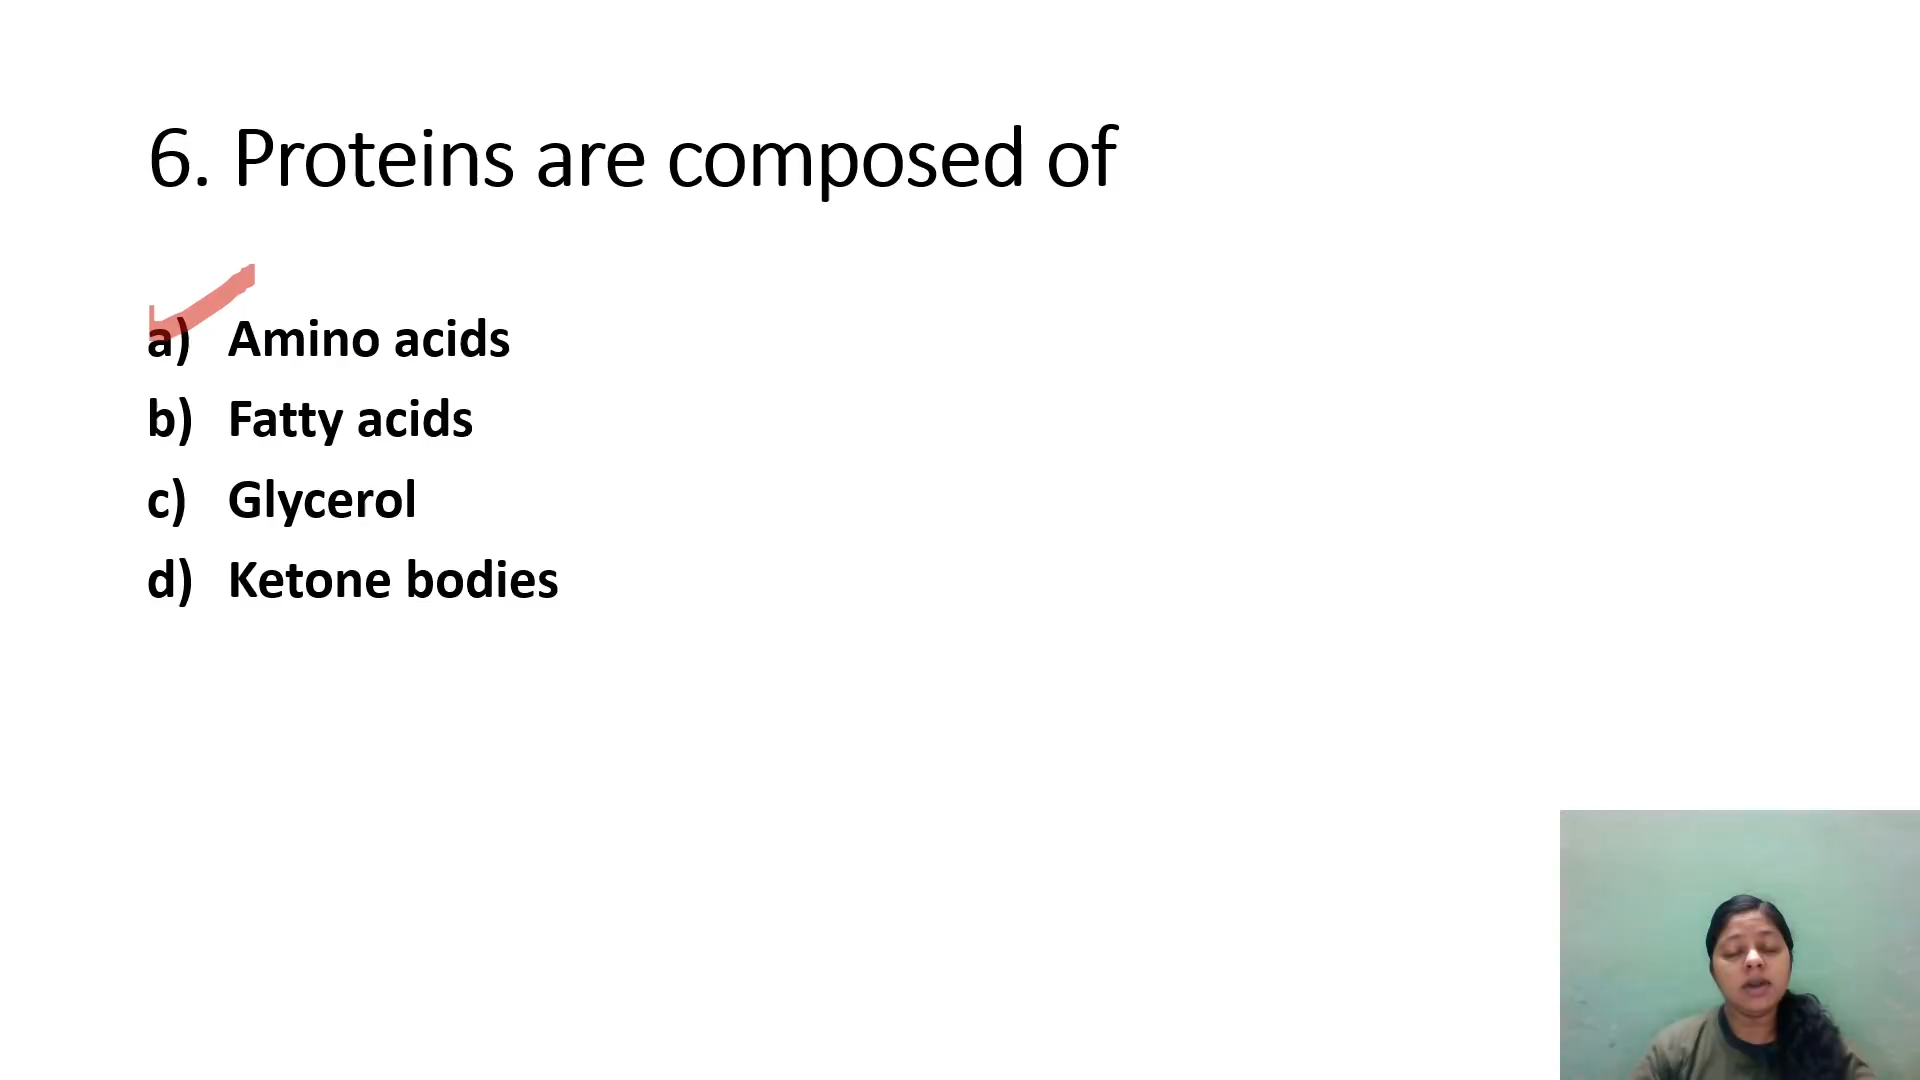 6. Proteins are composed of
a) Amino acids
b) Fatty acids
c) Glycerol
d) Ketone bodies